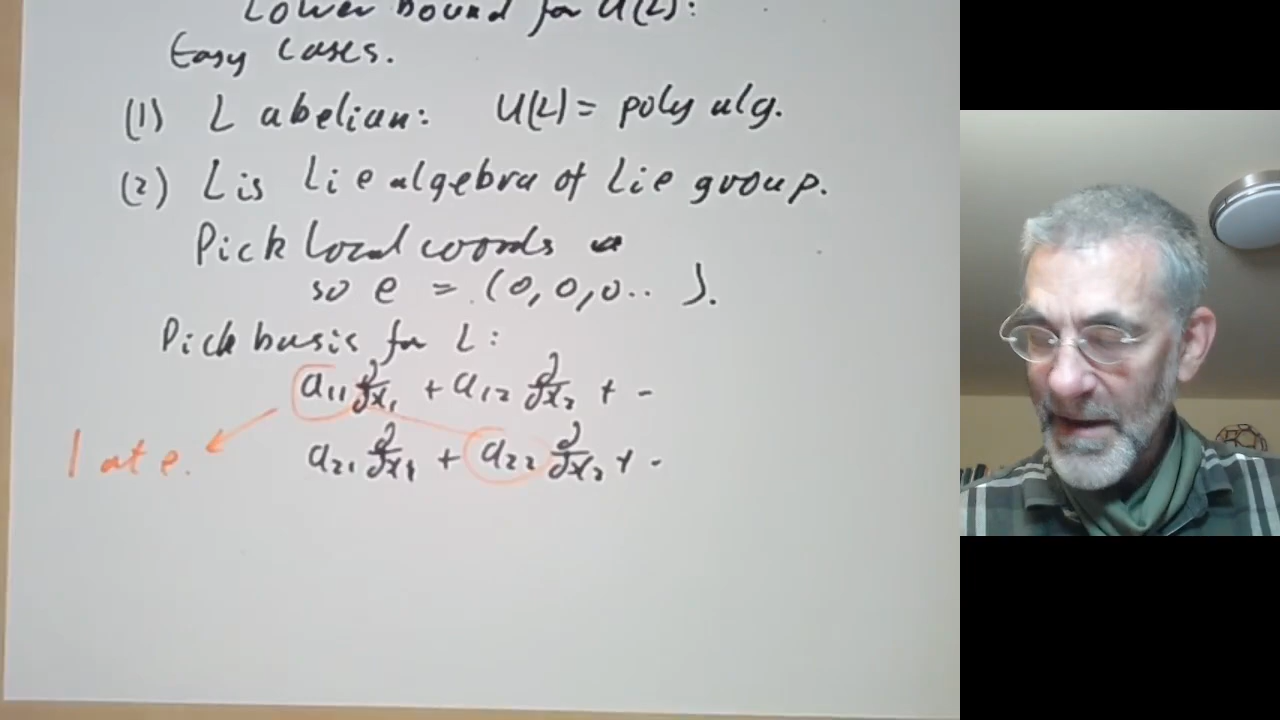 Lower bound for U(L):
Easy cases.
(1) L abelian: U(L) = poly alg.
(2) L is Lie algebra of Lie group.
Pick local coords
so e = (0,0,0.. ).
Pick basis for L:
a₁₁ ∂/∂x₁ + a₁₂ ∂/∂x₂ + -
1 at e. a₂₁ ∂/∂x₁ + a₂₂ ∂/∂x₂ + -